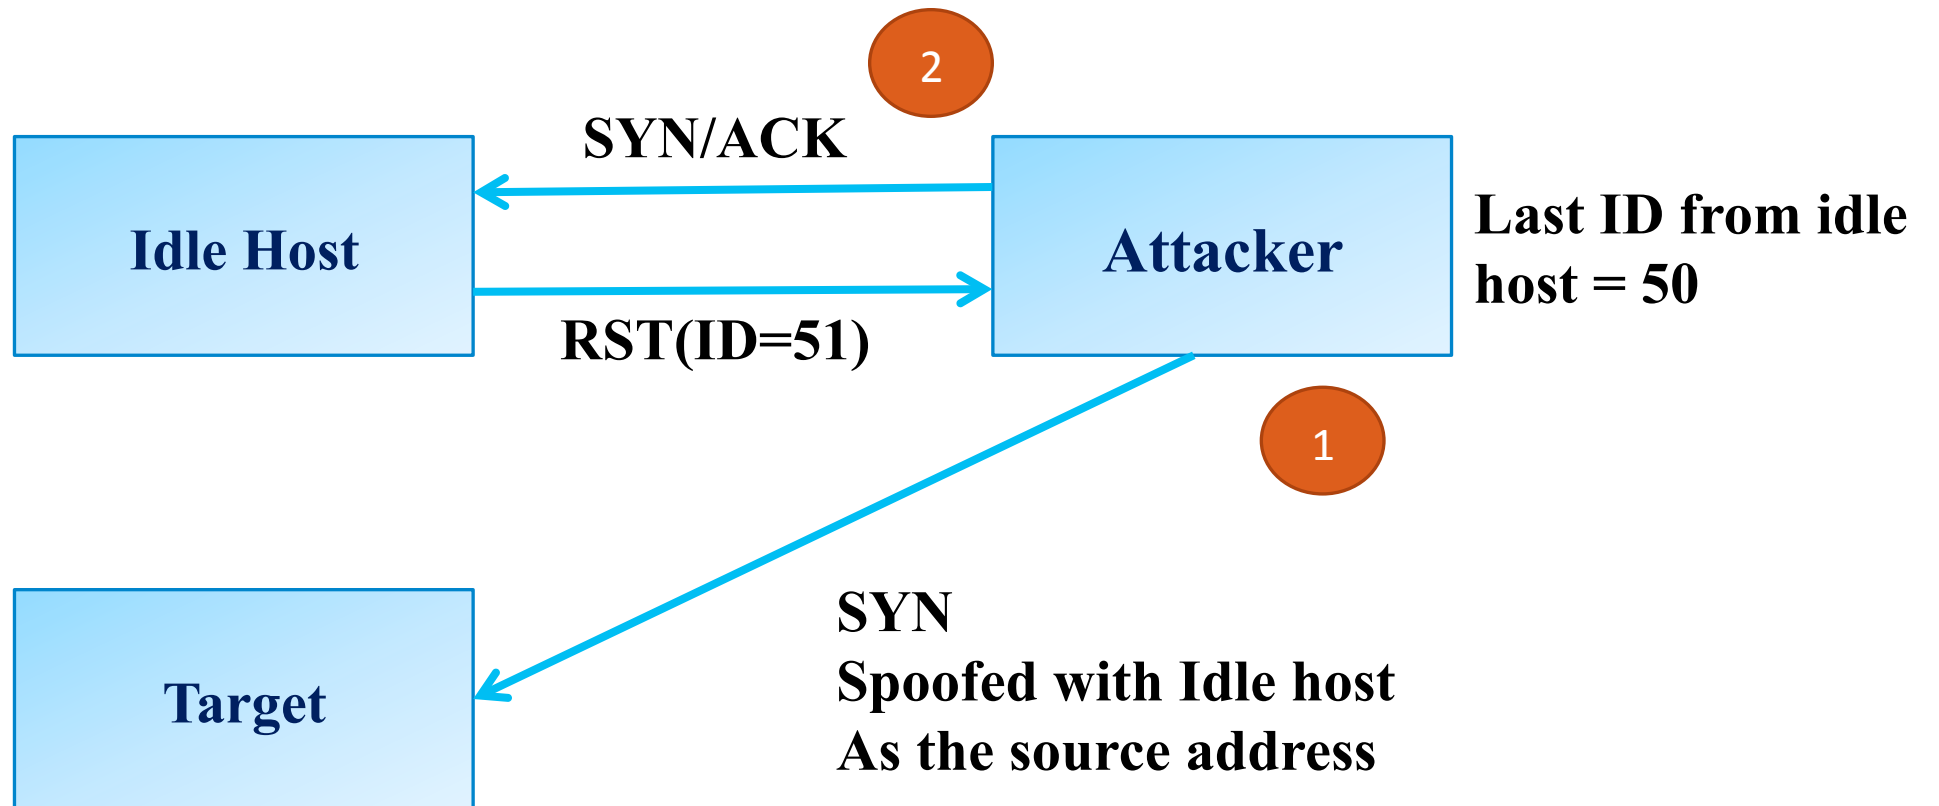 2
SYN/ACK
Idle Host
Attacker
Last ID from idle
host = 50
RST(ID=51)
1
SYN
Spoofed with Idle host
As the source address
Target